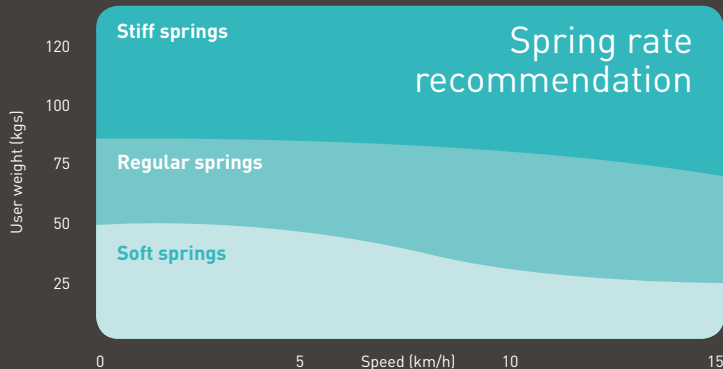 Stiff springs
Spring rate
recommendation
Regular springs
Soft springs
User weight (kgs)
120
100
75
50
25
0
5
Speed (km/h)
10
15